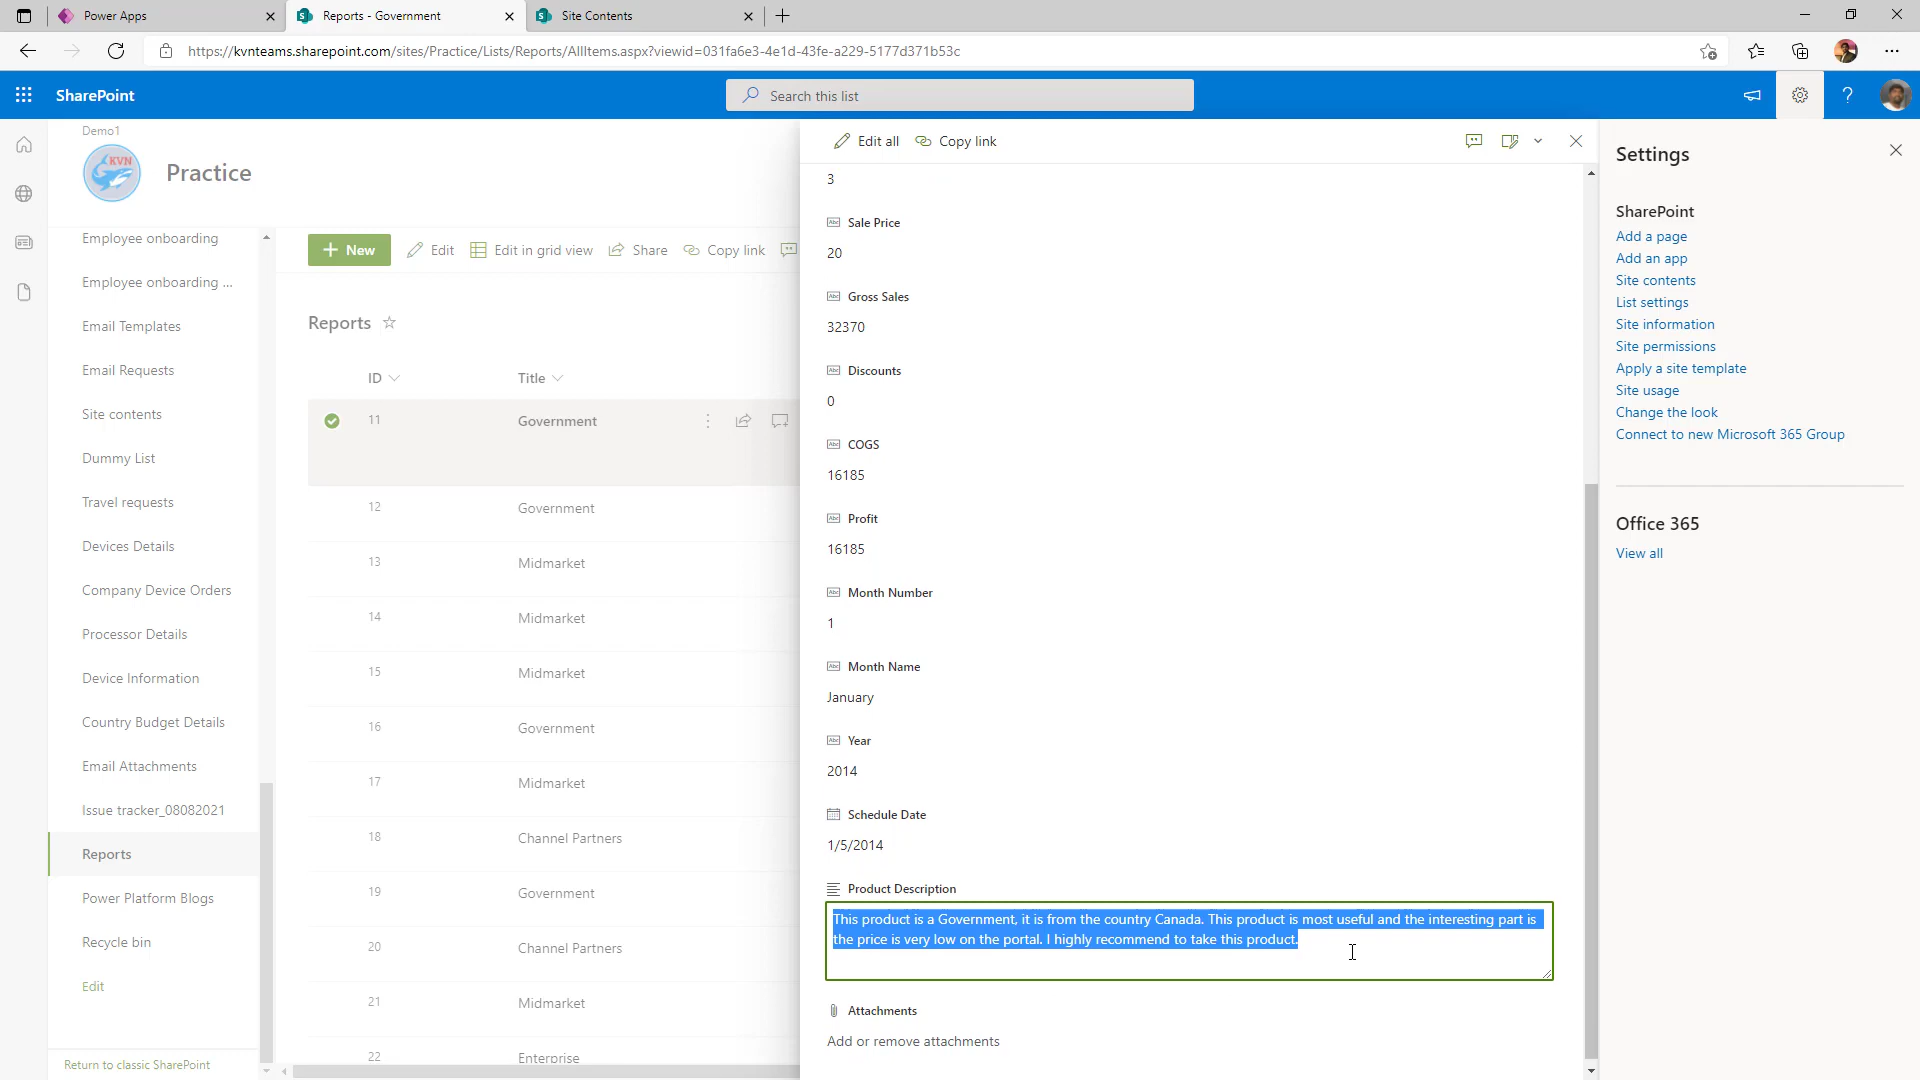 Power Apps
Reports - Government
Site Contents
https://kvnteams.sharepoint.com/sites/Practice/Lists/Reports/AllItems.aspx?viewid=031fa6e3-4e1d-43fe-a229-5177d371b53c
SharePoint
Search this list
Demo1
KVN
Practice
Employee onboarding
Employee onboarding ...
Email Templates
Email Requests
Site contents
Dummy List
Travel requests
Devices Details
Company Device Orders
Processor Details
Device Information
Country Budget Details
Email Attachments
Issue tracker_08082021
Reports
Power Platform Blogs
Recycle bin
Edit
Return to classic SharePoint
New
Edit
Edit in grid view
Share
Copy link
Reports
ID
Title
11 Government
12 Government
13 Midmarket
14 Midmarket
15 Midmarket
16 Government
17 Midmarket
18 Channel Partners
19 Government
20 Channel Partners
21 Midmarket
22 Enterprise
Edit all
Copy link
3
Sale Price
20
Gross Sales
32370
Discounts
0
COGS
16185
Profit
16185
Month Number
1
Month Name
January
Year
2014
Schedule Date
1/5/2014
Product Description
This product is a Government, it is from the country Canada. This product is most useful and the interesting part is
the price is very low on the portal. I highly recommend to take this product.
Attachments
Add or remove attachments
Settings
SharePoint
Add a page
Add an app
Site contents
List settings
Site information
Site permissions
Apply a site template
Site usage
Change the look
Connect to new Microsoft 365 Group
Office 365
View all